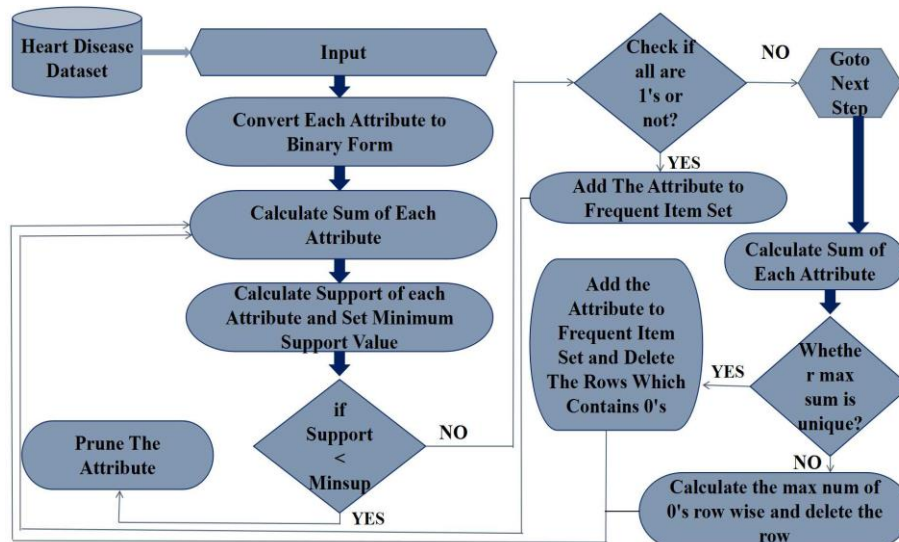 Heart Disease
Dataset
Input
Convert Each Attribute to
Binary Form
Calculate Sum of Each
Attribute
Calculate Support of each
Attribute and Set Minimum
Support Value
if
Support
<
Minsup
NO
YES
Prune The
Attribute
Check if
all are
1's or
not?
NO
YES
Goto
Next
Step
Add The Attribute to
Frequent Item Set
Calculate Sum of
Each Attribute
Whethe
r max
sum is
unique?
YES
NO
Add the
Attribute to
Frequent Item
Set and Delete
The Rows Which
Contains 0's
Calculate the max num of
0's row wise and delete the
row